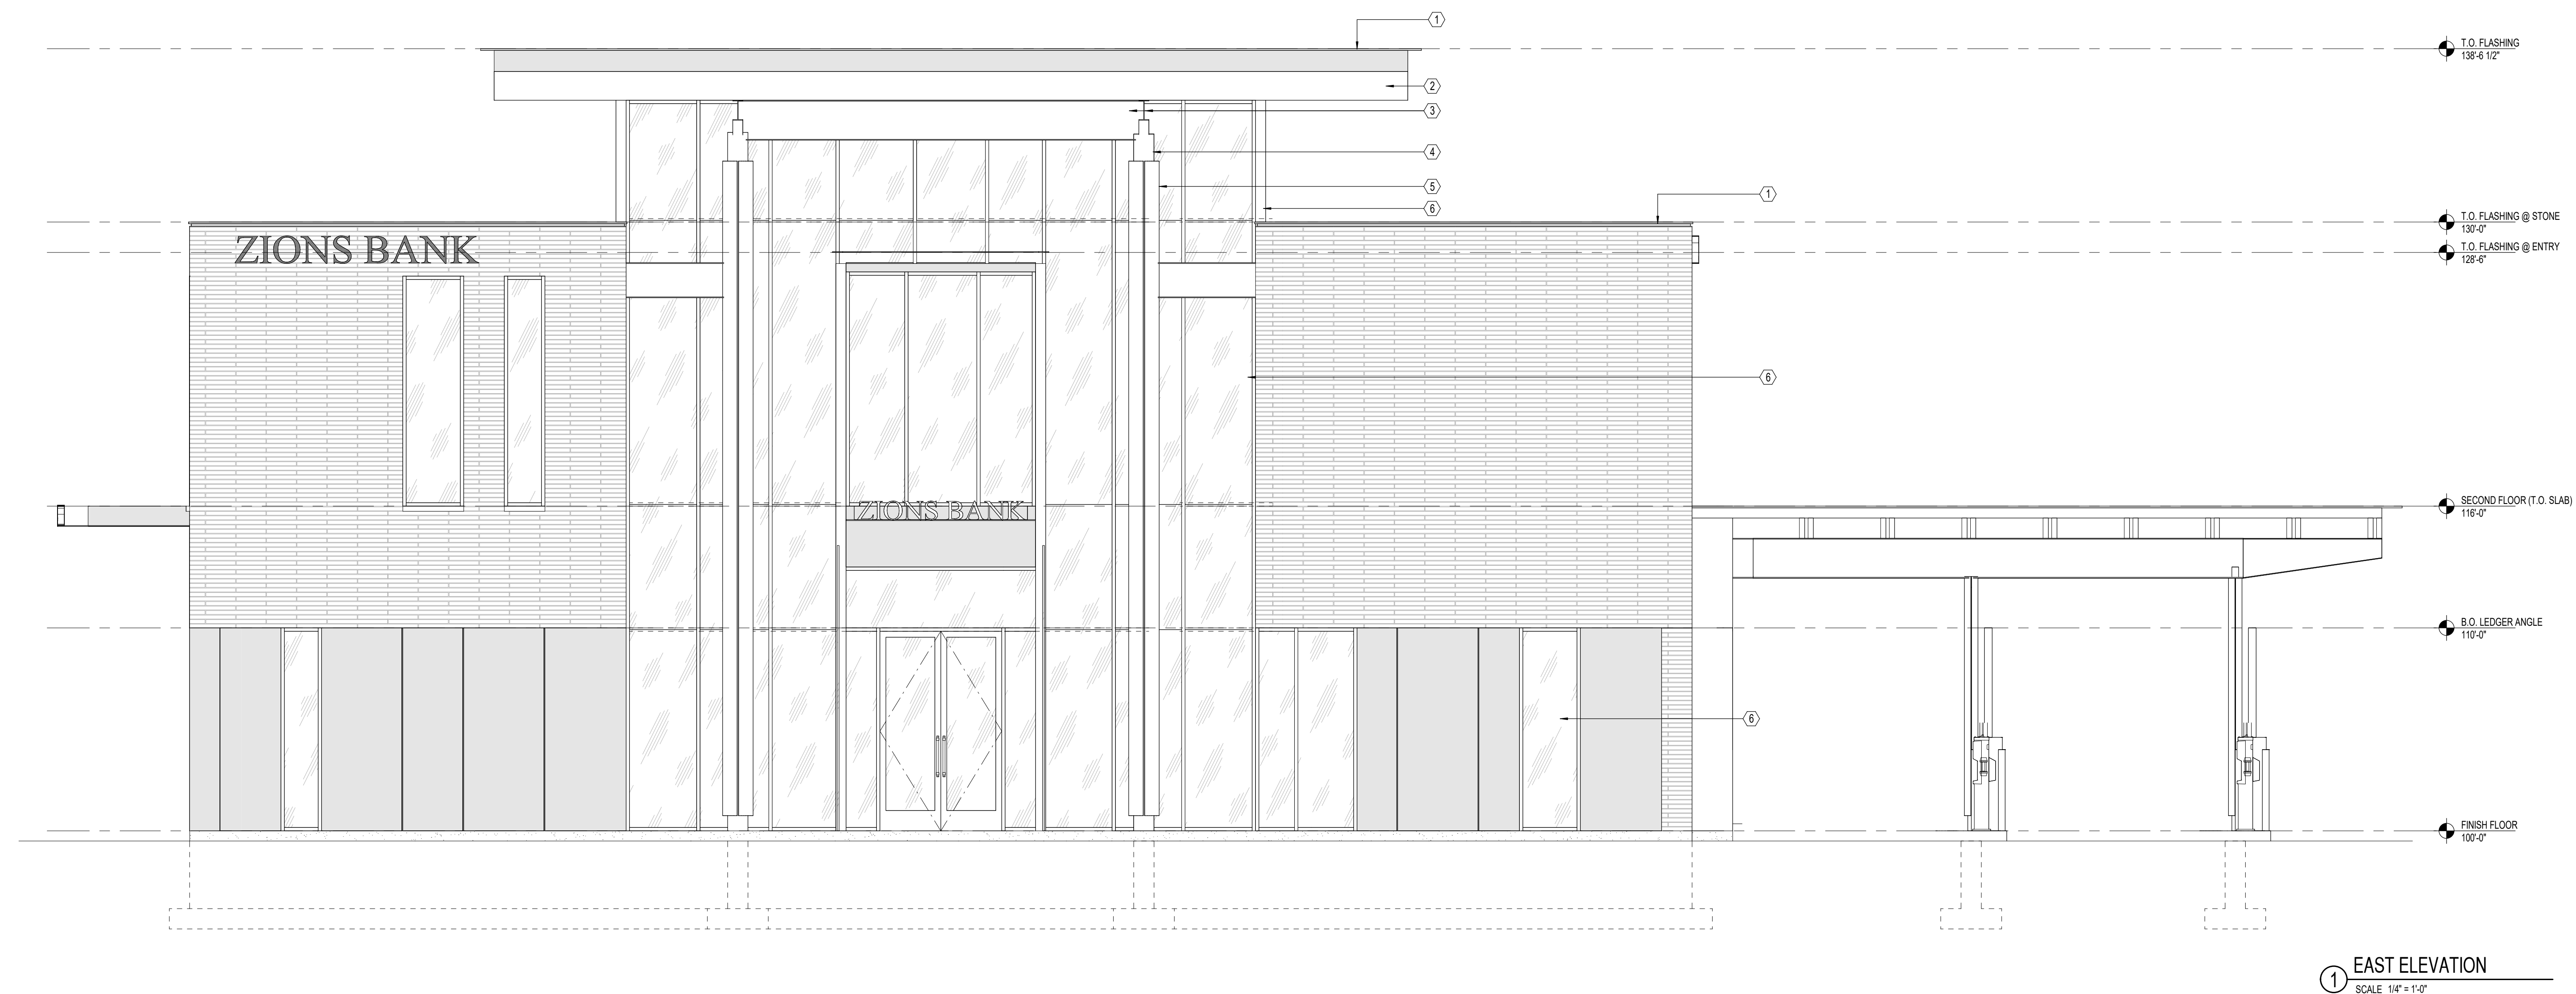 1
T.O. FLASHING
138'-6 1/2"
2
3
4
5
1
6
T.O. FLASHING @ STONE
130'-0"
ZIONS BANK
T.O. FLASHING @ ENTRY
128'-6"
6
ZIONS BANK
SECOND FLOOR (T.O. SLAB)
116'-0"
B.O. LEDGER ANGLE
110'-0"
6
FINISH FLOOR
100'-0"
1
EAST ELEVATION
SCALE 1/4" = 1'-0"